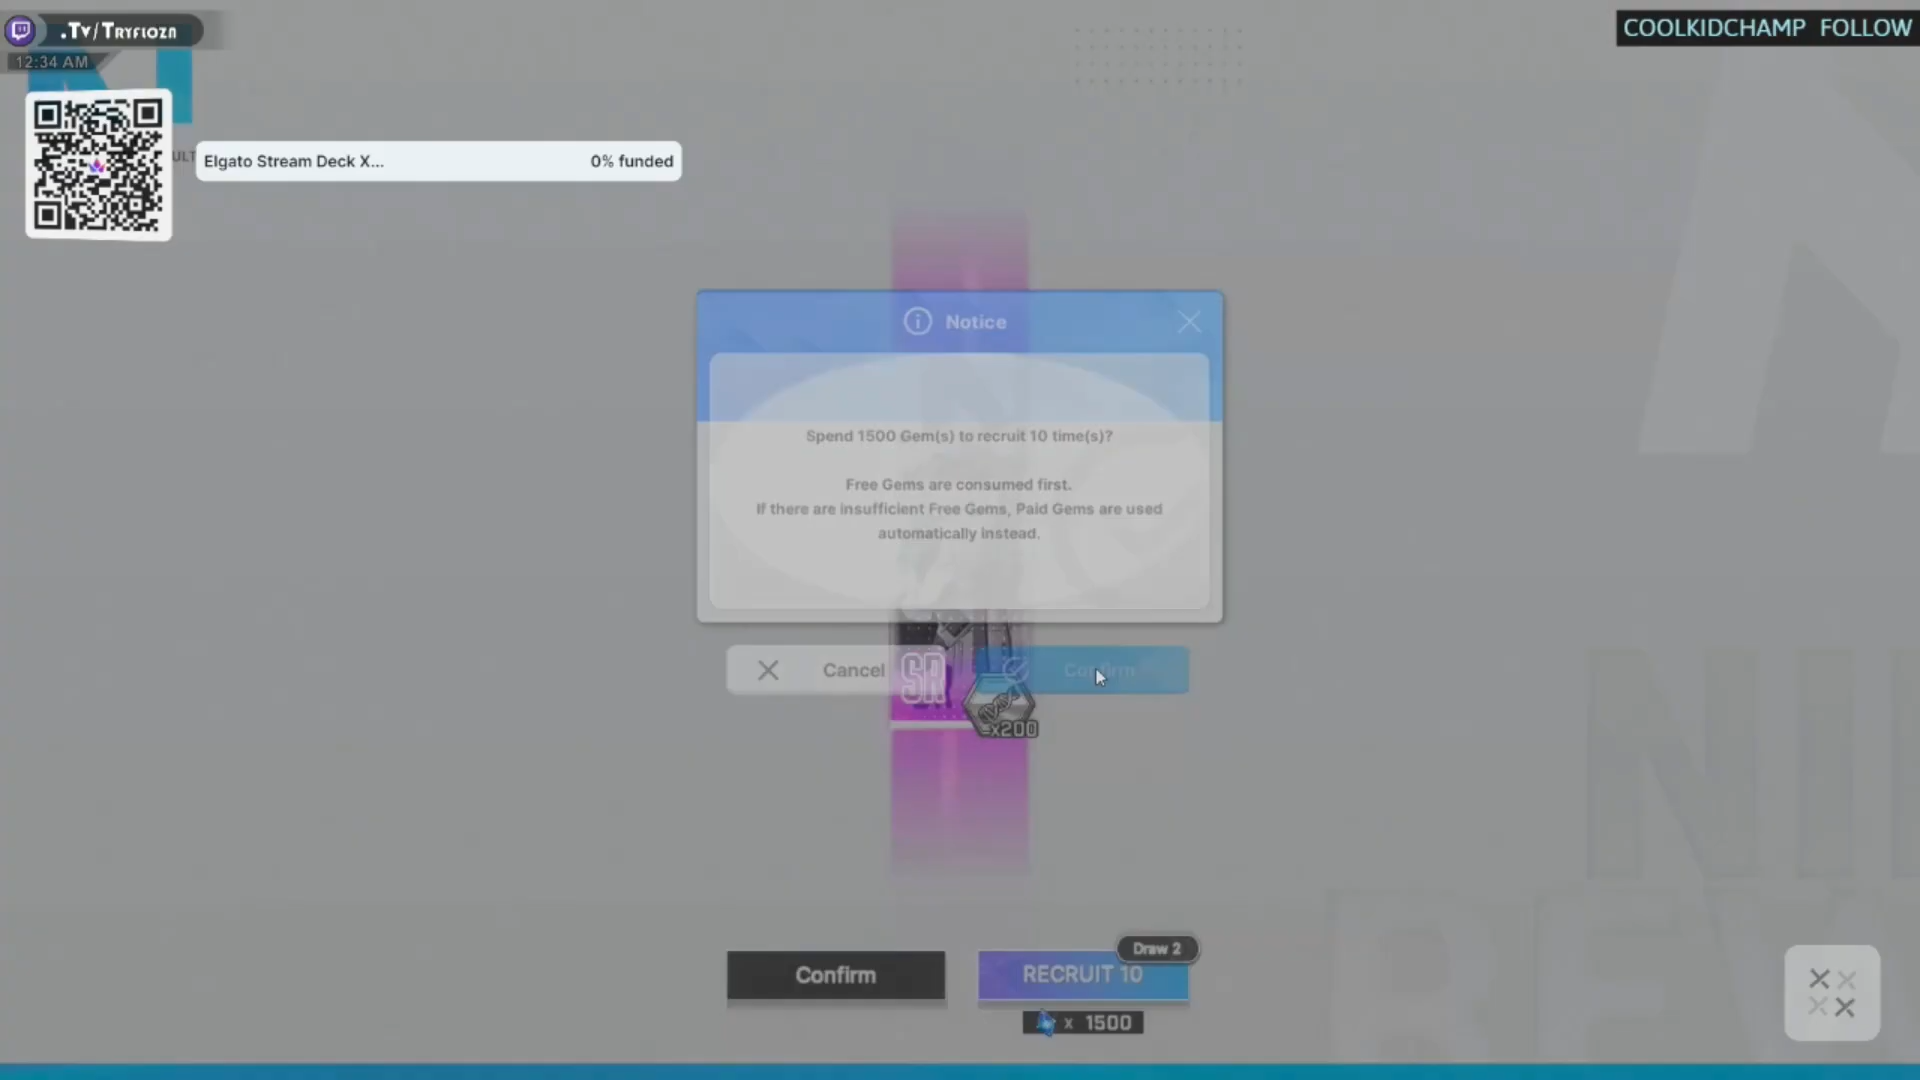 .Tv/Tryfiozn
COOLKIDCHAMP FOLLOW
12:34 AM
ULT
Elgato Stream Deck X... 0% funded
Notice
Spend 1500 Gem(s) to recruit 10 time(s)?
Free Gems are consumed first.
If there are insufficient Free Gems, Paid Gems are used
automatically instead.
Cancel
SR
Confirm
x200
Draw 2
Confirm
RECRUIT 10
x 1500